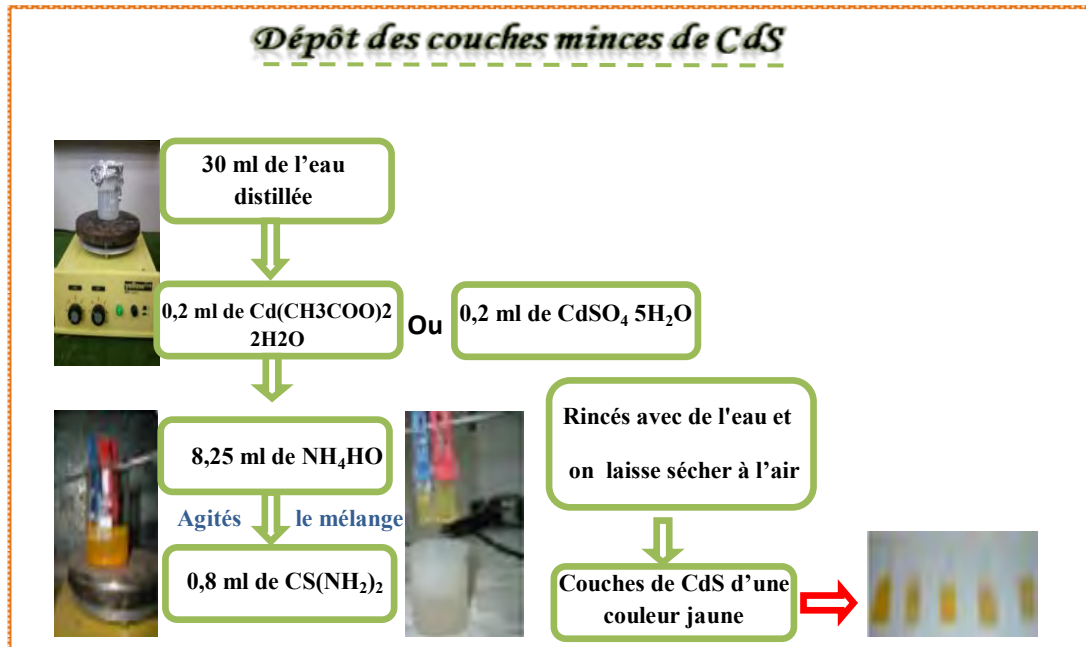 Dépôt des couches minces de CdS
30 ml de l’eau
distillée
0,2 ml de Cd(CH3COO)2
2H2O
Ou
0,2 ml de CdSO₄ 5H₂O
8,25 ml de NH₄HO
Agités le mélange
0,8 ml de CS(NH₂)₂
Rincés avec de l'eau et
on laisse sécher à l’air
Couches de CdS d’une
couleur jaune